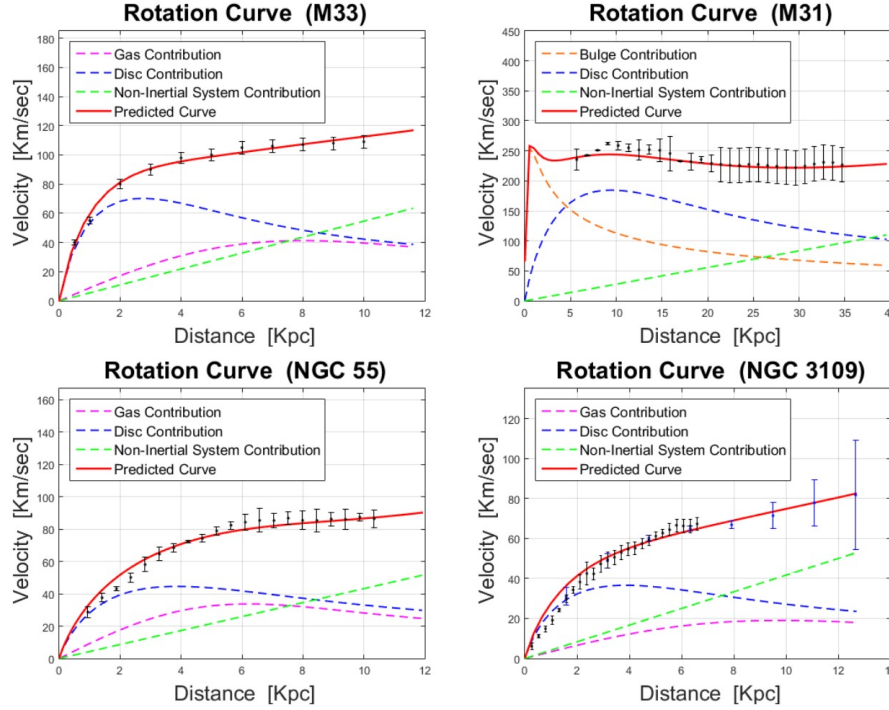 Rotation Curve (M33)
Velocity [Km/sec]
180
160
140
120
100
80
60
40
20
0
Gas Contribution
Disc Contribution
Non-Inertial System Contribution
Predicted Curve
0 2 4 6 8 10 12
Distance [Kpc]
Rotation Curve (M31)
Velocity [Km/sec]
450
400
350
300
250
200
150
100
50
0
Bulge Contribution
Disc Contribution
Non-Inertial System Contribution
Predicted Curve
0 5 10 15 20 25 30 35
Distance [Kpc]
Rotation Curve (NGC 55)
Velocity [Km/sec]
160
140
120
100
80
60
40
20
0
Gas Contribution
Disc Contribution
Non-Inertial System Contribution
Predicted Curve
0 2 4 6 8 10 12
Distance [Kpc]
Rotation Curve (NGC 3109)
Velocity [Km/sec]
120
100
80
60
40
20
0
Gas Contribution
Disc Contribution
Non-Inertial System Contribution
Predicted Curve
0 2 4 6 8 10 12
Distance [Kpc]